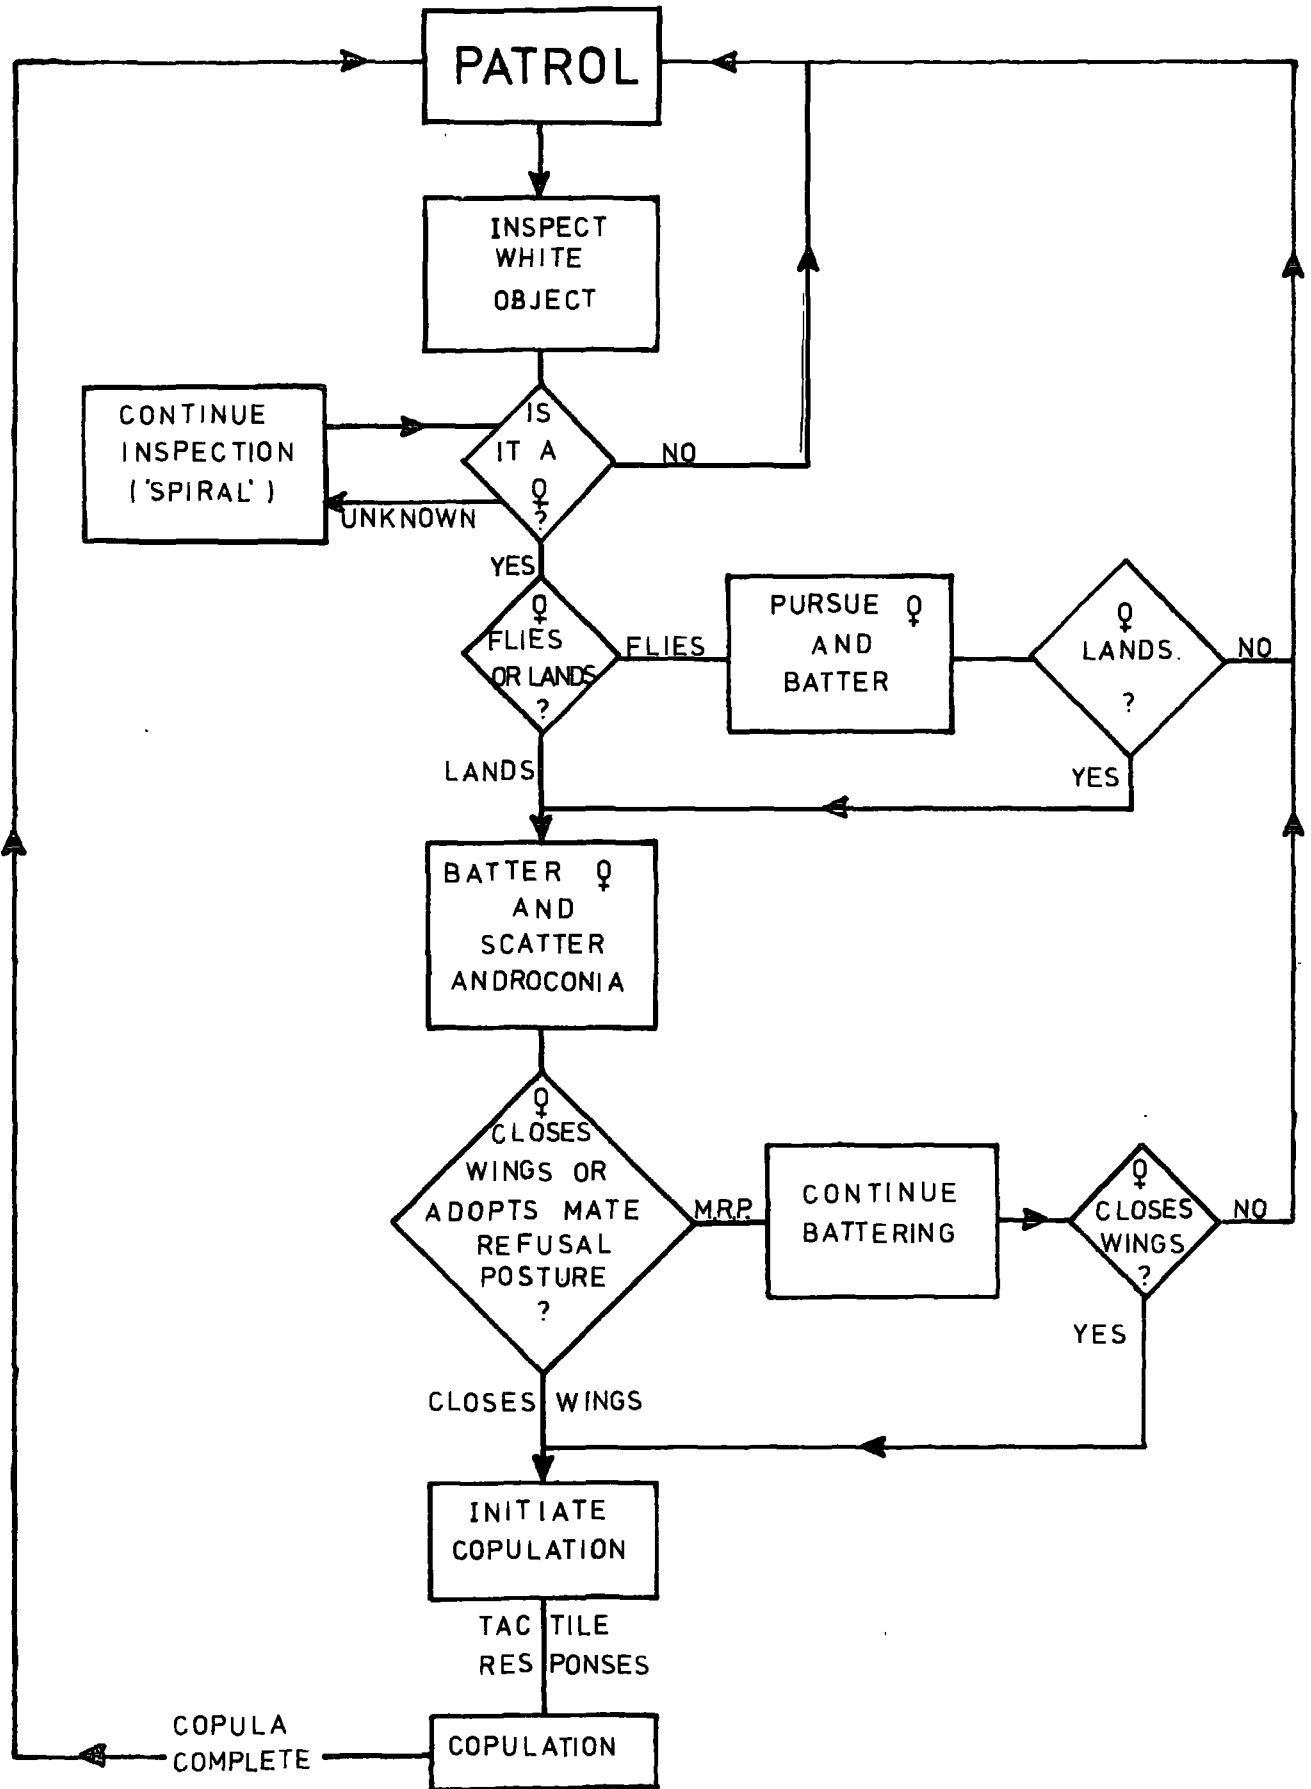 PATROL
INSPECT
WHITE
OBJECT
CONTINUE
INSPECTION
('SPIRAL')
IS
IT A
♀
?
NO
UNKNOWN
YES
♀
FLIES
OR LANDS
?
FLIES
PURSUE ♀
AND
BATTER
♀
LANDS.
?
NO
LANDS
YES
BATTER ♀
AND
SCATTER
ANDROCONIA
♀
CLOSES
WINGS OR
ADOPTS MATE
REFUSAL
POSTURE
?
M.R.P.
CONTINUE
BATTERING
♀
CLOSES
WINGS
?
NO
YES
CLOSES WINGS
INITIATE
COPULATION
TACTILE
RESPONSES
COPULA
COMPLETE
COPULATION